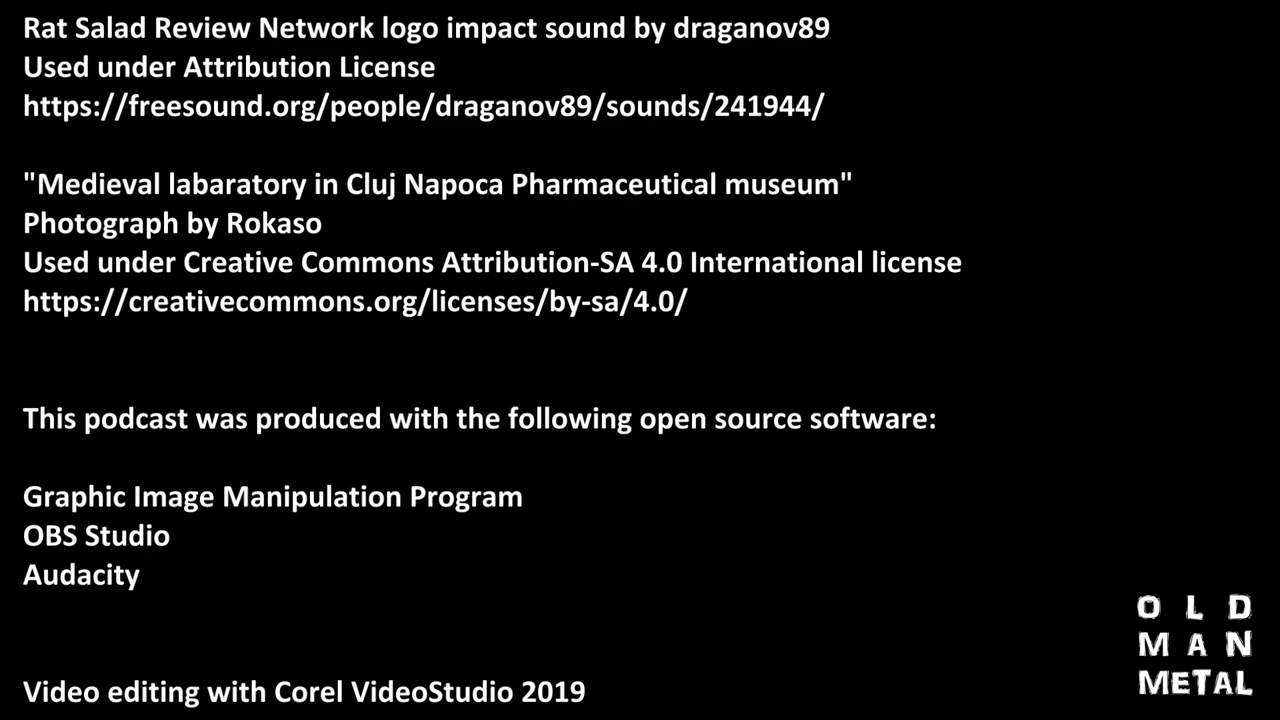 Rat Salad Review Network logo impact sound by draganov89
Used under Attribution License
https://freesound.org/people/draganov89/sounds/241944/
"Medieval labaratory in Cluj Napoca Pharmaceutical museum"
Photograph by Rokaso
Used under Creative Commons Attribution-SA 4.0 International license
https://creativecommons.org/licenses/by-sa/4.0/
This podcast was produced with the following open source software:
Graphic Image Manipulation Program
OBS Studio
Audacity
Video editing with Corel VideoStudio 2019
OLD
MAN
METAL